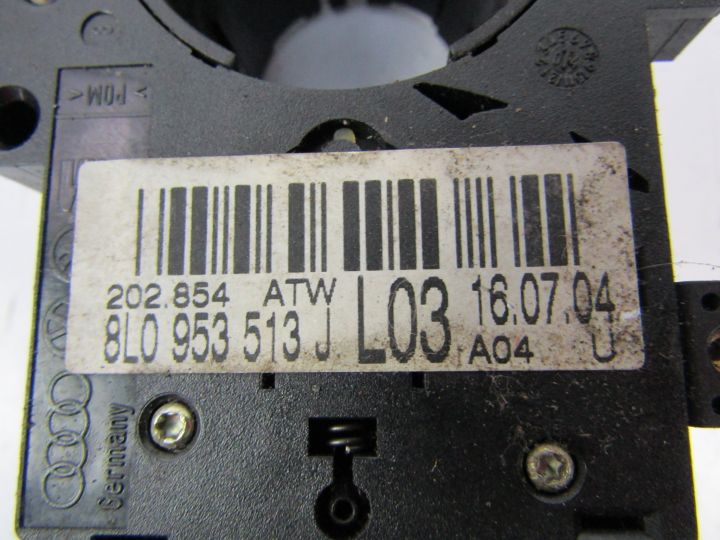 >POM<
202.854 ATW
8L0 953 513 J L03 16.07.04
A04 U
Germany